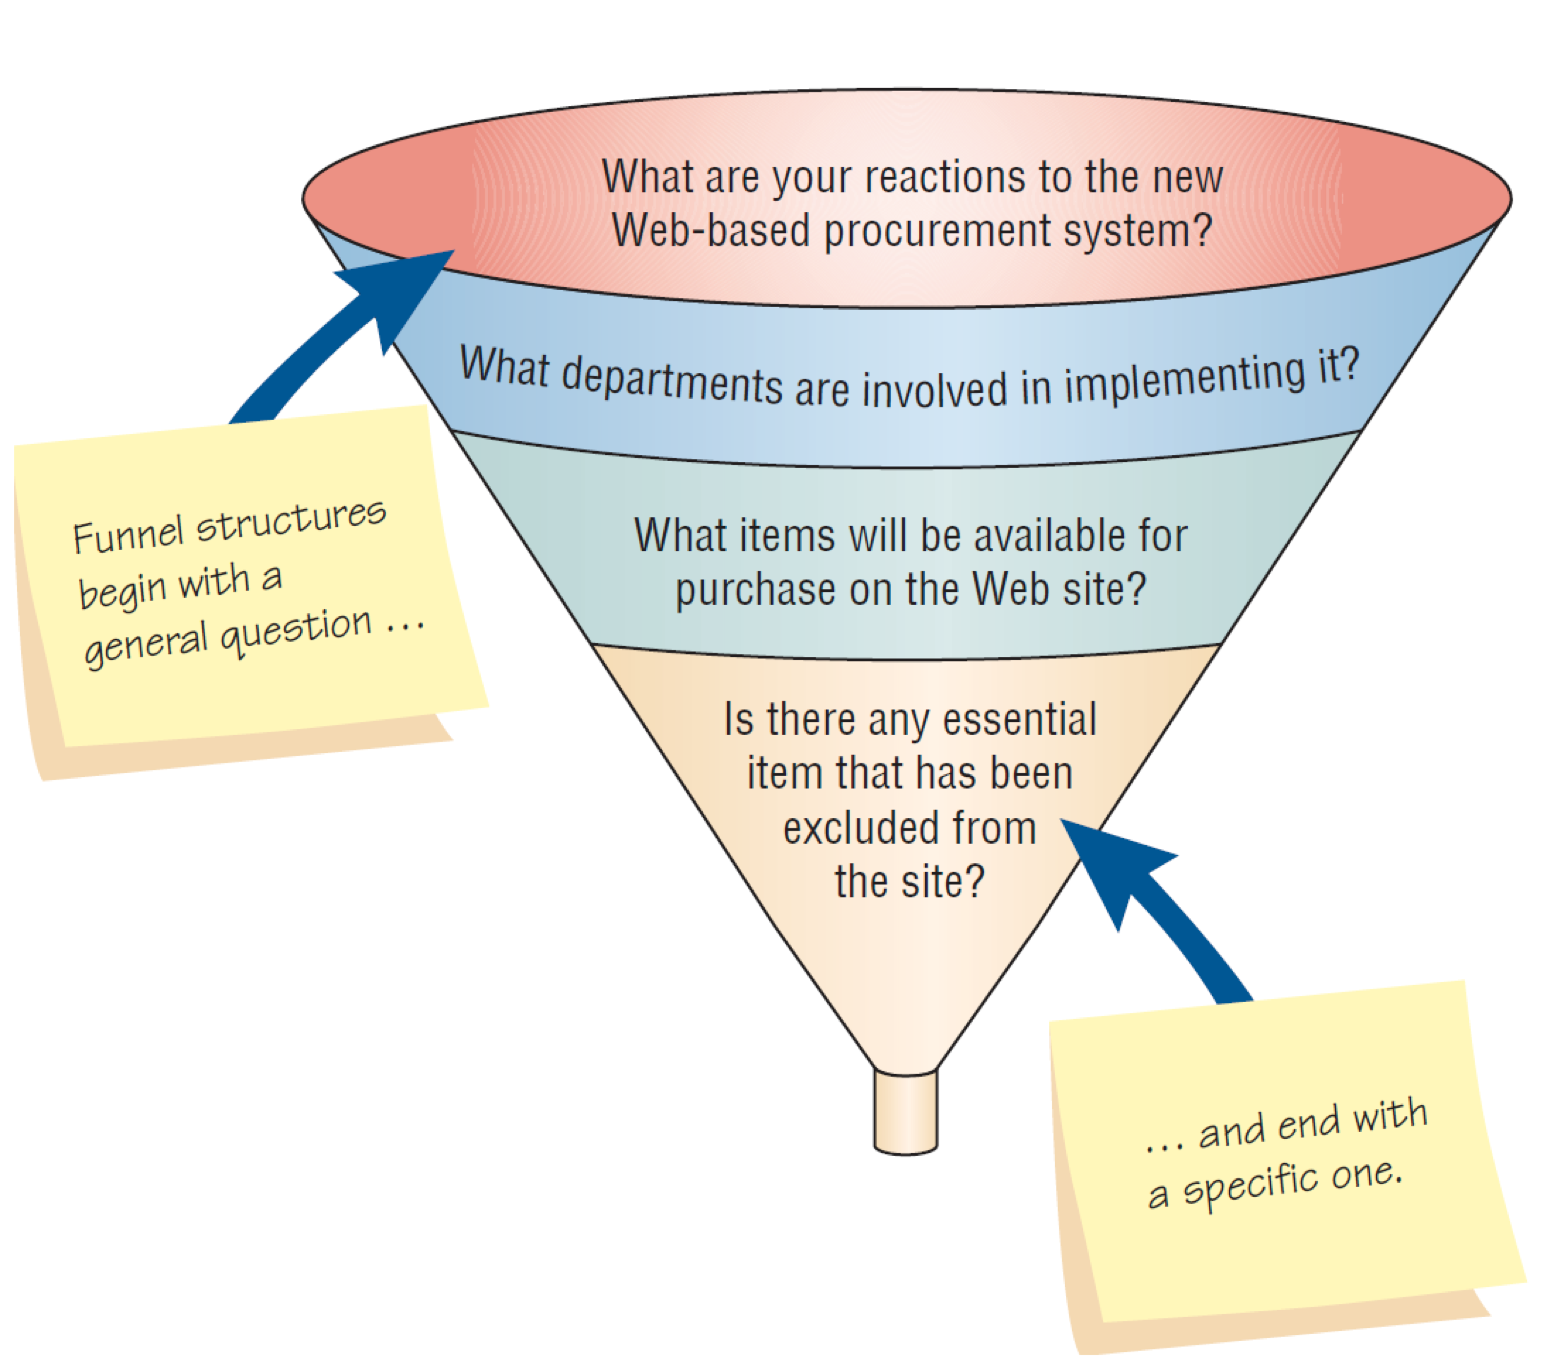 What are your reactions to the new
Web-based procurement system?
What departments are involved in implementing it?
Funnel structures
begin with a
general question ...
What items will be available for
purchase on the Web site?
Is there any essential
item that has been
excluded from
the site?
... and end with
a specific one.